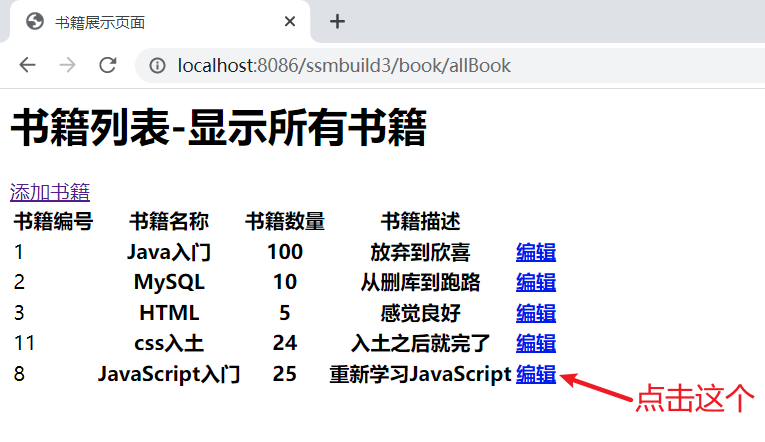 书籍展示页面
localhost:8086/ssmbuild3/book/allBook
书籍列表-显示所有书籍
添加书籍
书籍编号 书籍名称 书籍数量 书籍描述
1 Java入门 100 放弃到欣喜 编辑
2 MySQL 10 从删库到跑路 编辑
3 HTML 5 感觉良好 编辑
11 css入土 24 入土之后就完了 编辑
8 JavaScript入门 25 重新学习JavaScript 编辑
点击这个